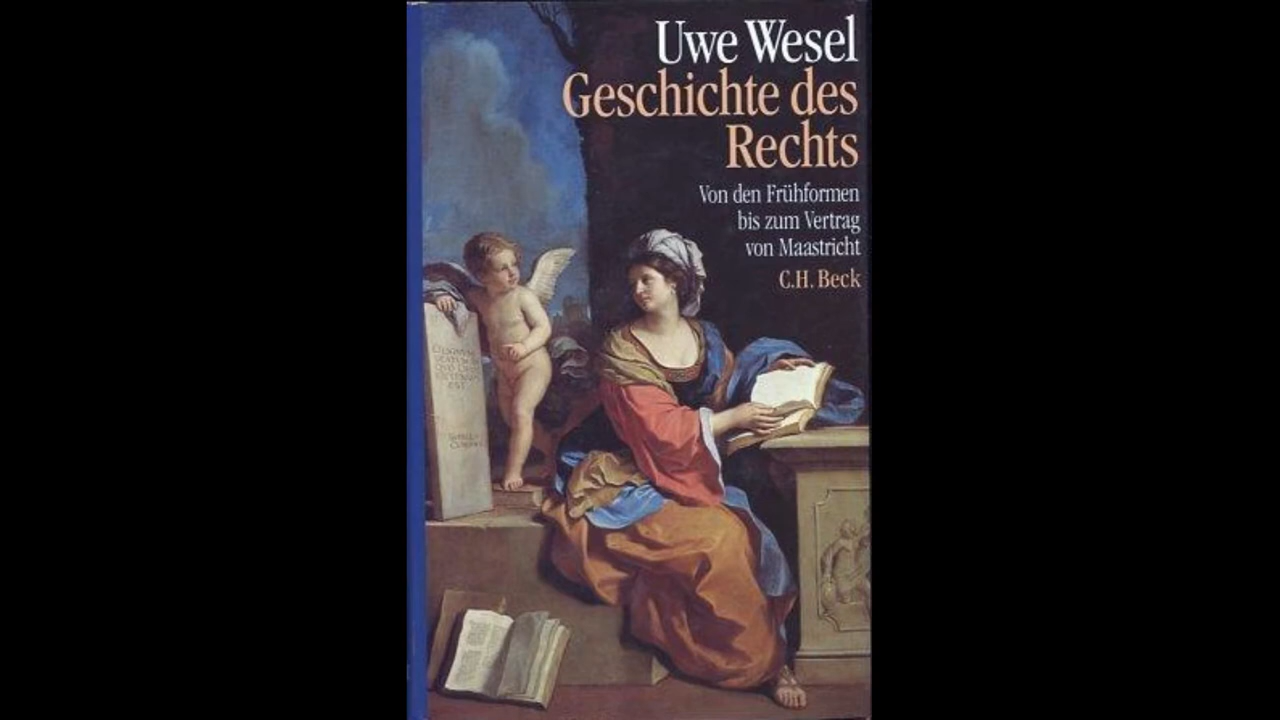 Uwe Wesel
Geschichte des
Rechts
Von den Frühformen
bis zum Vertrag
von Maastricht
C.H. Beck